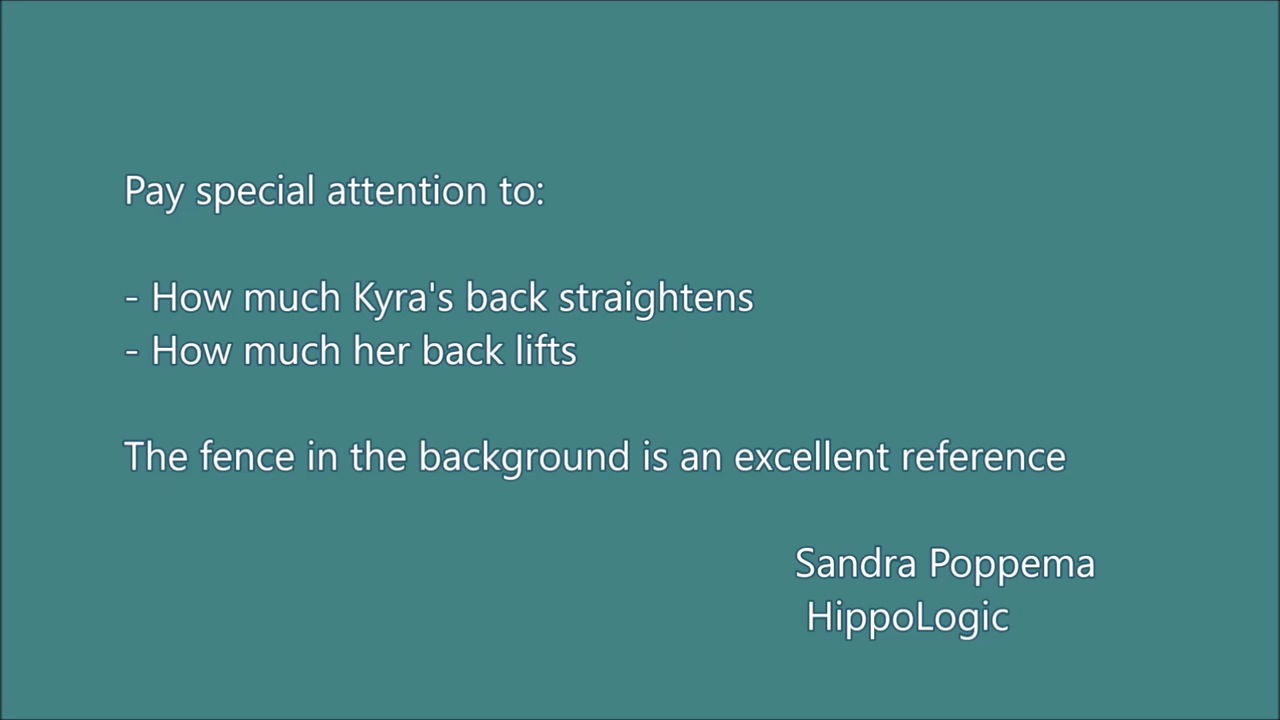 Pay special attention to:
- How much Kyra's back straightens
- How much her back lifts
The fence in the background is an excellent reference
Sandra Poppema
HippoLogic